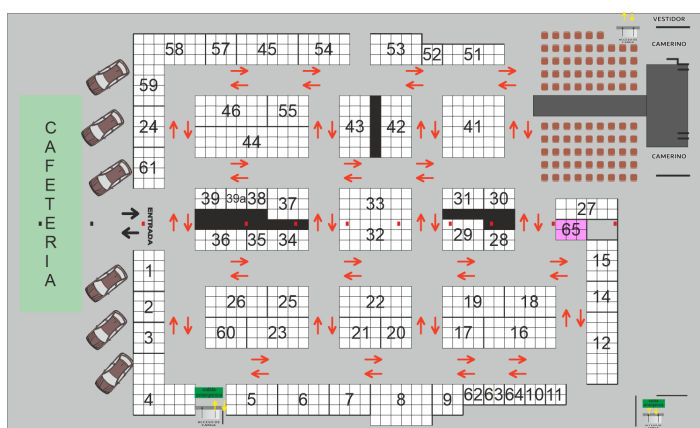 VESTIDOR
CAMERINO
58 57 45 54 53 52 51
59
46 55 43 42 41
24
44
61
CAFETERIA
CAMERINO
39 39a 38 37 33 31 30 27
ENTRADA
36 35 34 32 29 28 65
1 15
26 25 22 19 18 14
2
60 23 21 20 17 16
3 12
4 5 6 7 8 9 62 63 64 10 11